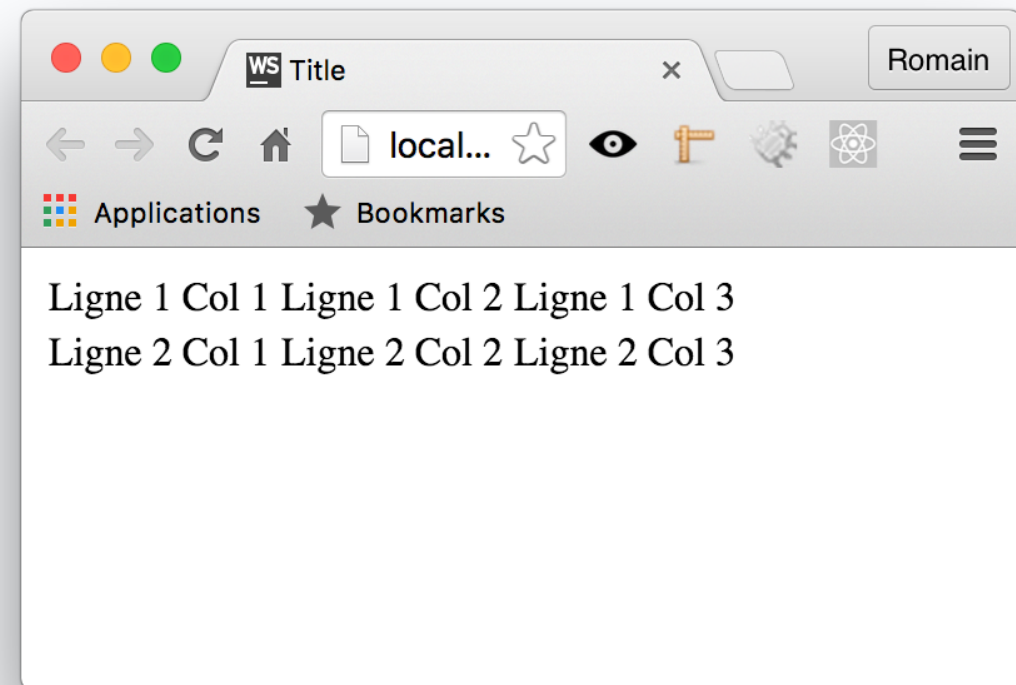 WS Title
Romain
local...
Applications Bookmarks
Ligne 1 Col 1 Ligne 1 Col 2 Ligne 1 Col 3
Ligne 2 Col 1 Ligne 2 Col 2 Ligne 2 Col 3